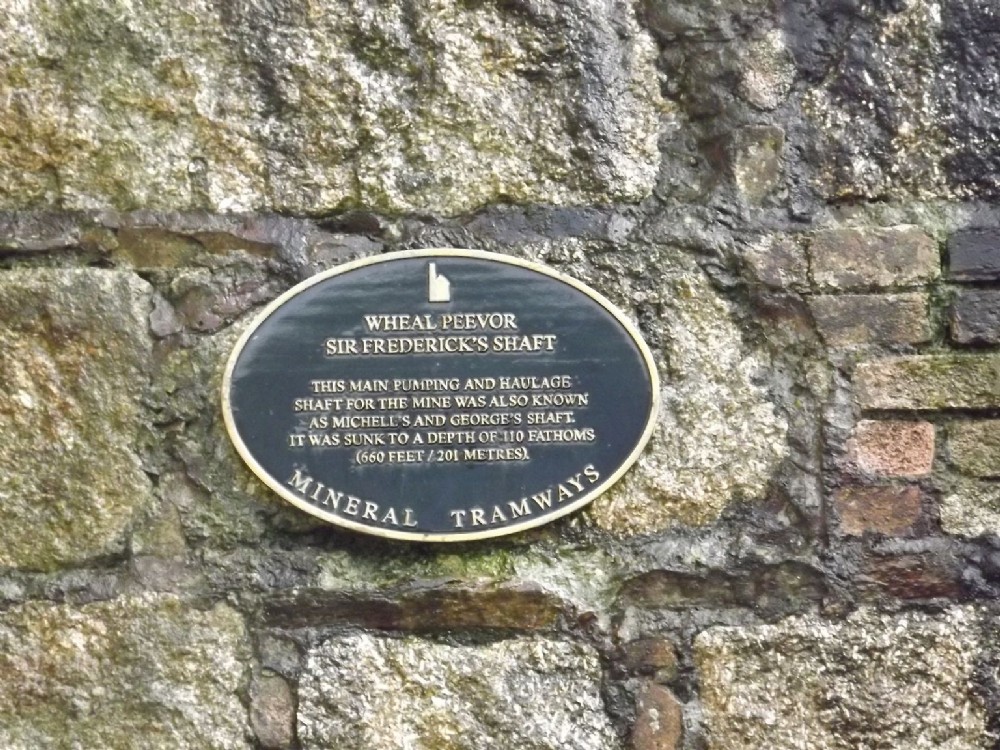 WHEAL PEEVOR
SIR FREDERICK'S SHAFT
THIS MAIN PUMPING AND HAULAGE
SHAFT FOR THE MINE WAS ALSO KNOWN
AS MICHELL'S AND GEORGE'S SHAFT.
IT WAS SUNK TO A DEPTH OF 110 FATHOMS
(660 FEET / 201 METRES).
MINERAL TRAMWAYS